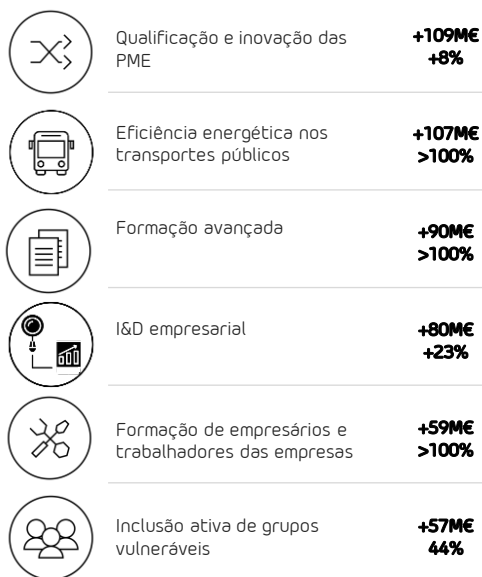 Qualificação e inovação das
PME
+109M€
+8%
Eficiência energética nos
transportes públicos
+107M€
>100%
Formação avançada
+90M€
>100%
I&D empresarial
+80M€
+23%
Formação de empresários e
trabalhadores das empresas
+59M€
>100%
Inclusão ativa de grupos
vulneráveis
+57M€
44%